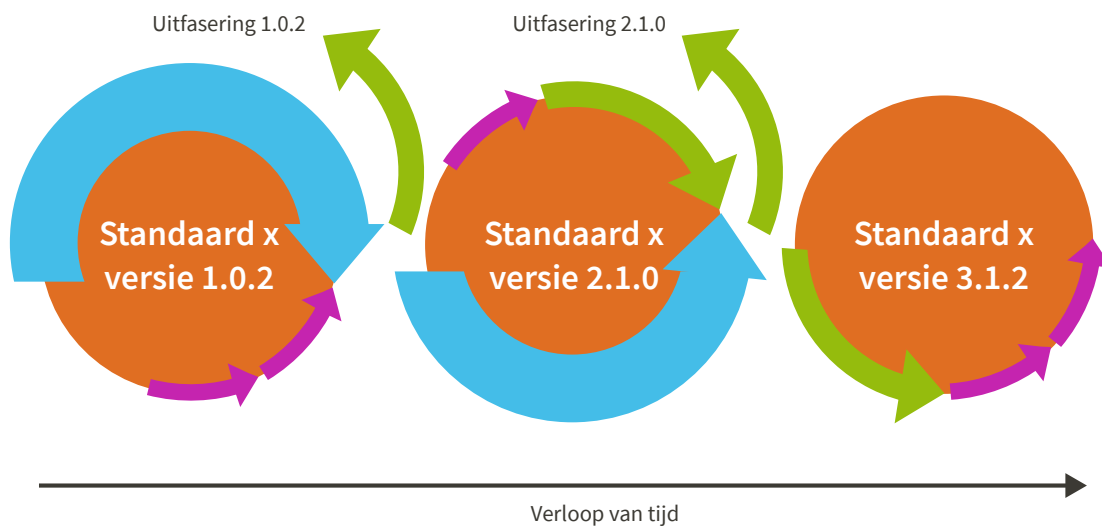 Uitfasering 1.0.2
Uitfasering 2.1.0
Standaard x
versie 1.0.2
Standaard x
versie 2.1.0
Standaard x
versie 3.1.2
Verloop van tijd